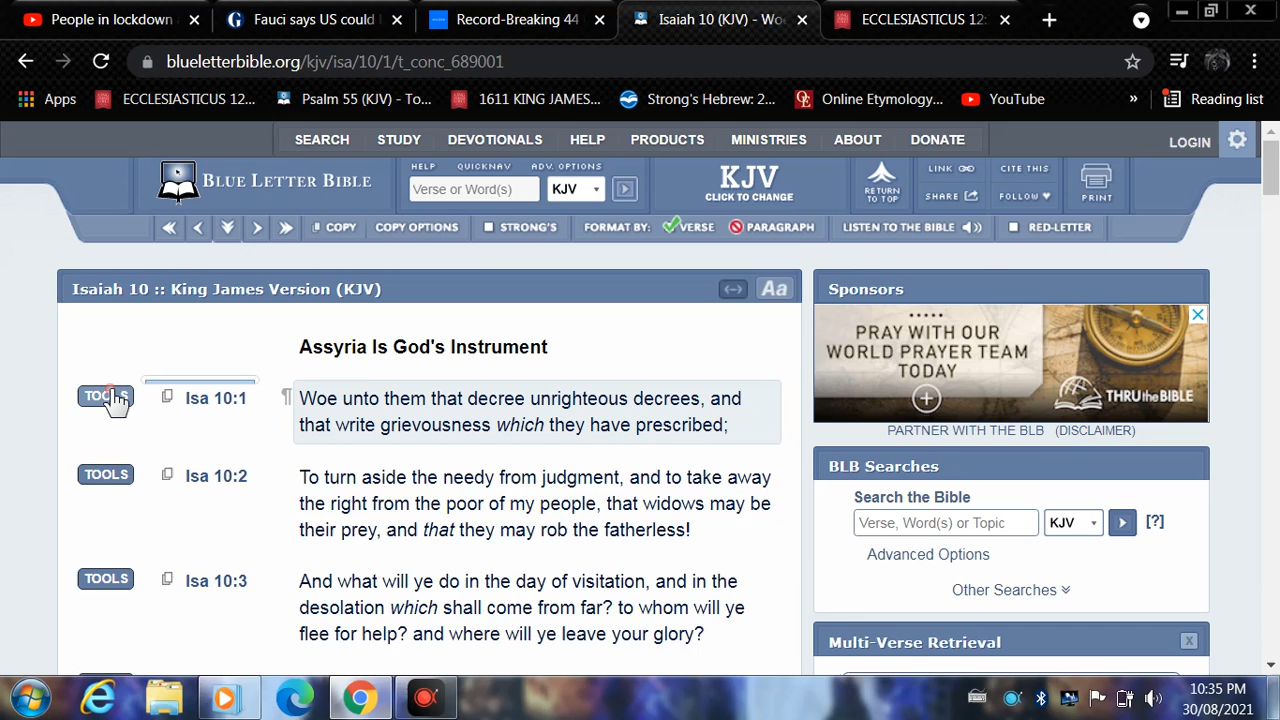 People in lockdown
Fauci says US could
Record-Breaking 44
Isaiah 10 (KJV) - Wo
ECCLESIASTICUS 12:
blueletterbible.org/kjv/isa/10/1/t_conc_689001
Apps
ECCLESIASTICUS 12...
Psalm 55 (KJV) - To...
1611 KING JAMES...
Strong's Hebrew: 2...
Online Etymology...
YouTube
»
Reading list
SEARCH STUDY DEVOTIONALS HELP PRODUCTS MINISTRIES ABOUT DONATE
LOGIN
BLUE LETTER BIBLE
HELP QUICKNAV ADV. OPTIONS
Verse or Word(s)
KJV
KJV
CLICK TO CHANGE
RETURN
TO TOP
LINK
CITE THIS
SHARE
FOLLOW
PRINT
COPY COPY OPTIONS STRONG'S FORMAT BY: VERSE PARAGRAPH LISTEN TO THE BIBLE RED-LETTER
Isaiah 10 :: King James Version (KJV)
Aa
Assyria Is God's Instrument
TOOLS
Isa 10:1
¶
Woe unto them that decree unrighteous decrees, and
that write grievousness which they have prescribed;
TOOLS
Isa 10:2
To turn aside the needy from judgment, and to take away
the right from the poor of my people, that widows may be
their prey, and that they may rob the fatherless!
TOOLS
Isa 10:3
And what will ye do in the day of visitation, and in the
desolation which shall come from far? to whom will ye
flee for help? and where will ye leave your glory?
Sponsors
PRAY WITH OUR
WORLD PRAYER TEAM
TODAY
THRU the BIBLE
PARTNER WITH THE BLB (DISCLAIMER)
BLB Searches
Search the Bible
Verse, Word(s) or Topic
KJV
[?]
Advanced Options
Other Searches
Multi-Verse Retrieval
X
10:35 PM
30/08/2021